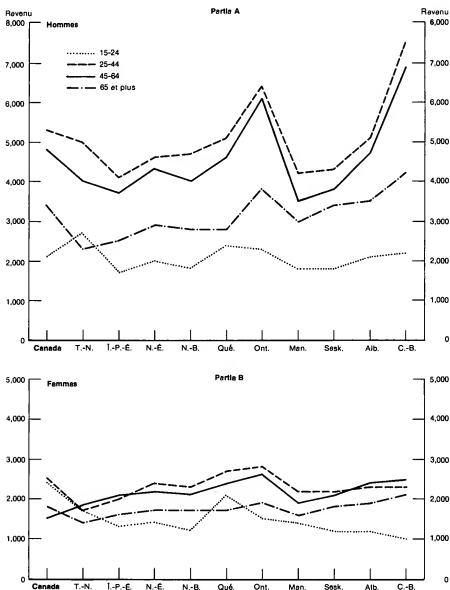 Partie A
Revenu Revenu
8,000 8,000
Hommes
15-24
25-44
45-64
65 et plus
7,000 7,000
6,000 6,000
5,000 5,000
4,000 4,000
3,000 3,000
2,000 2,000
1,000 1,000
0 0
Canada T.-N. Î.-P.-É. N.-É. N.-B. Qué. Ont. Man. Sask. Alb. C.-B.
Partie B
5,000 5,000
Femmes
4,000 4,000
3,000 3,000
2,000 2,000
1,000 1,000
0 0
Canada T.-N. Î.-P.-É. N.-É. N.-B. Qué. Ont. Man. Sask. Alb. C.-B.